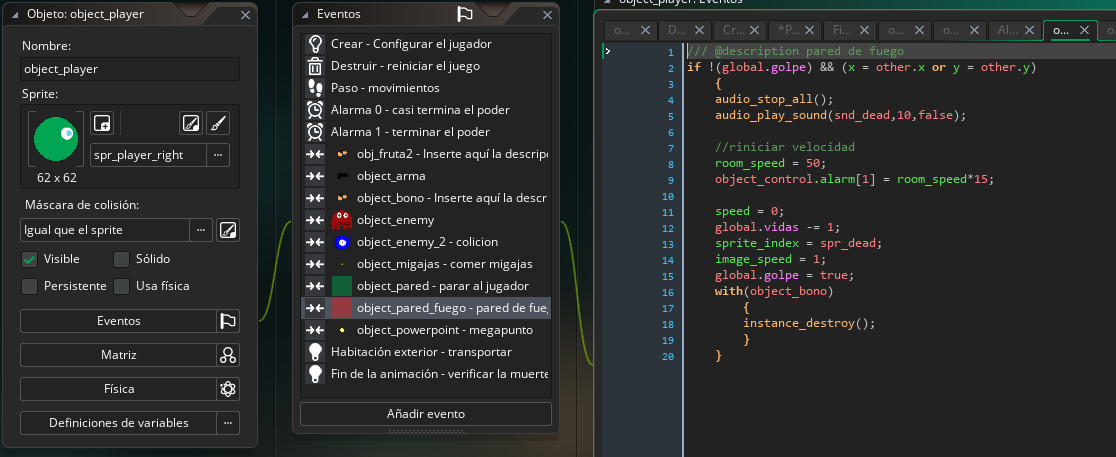 Objeto: object_player
Nombre:
object_player
Sprite:
spr_player_right
...
62 x 62
Máscara de colisión:
Igual que el sprite
...
Visible
Sólido
Persistente
Usa física
Eventos
Matriz
Física
Definiciones de variables
...
Eventos
Crear - Configurar el jugador
Destruir - reiniciar el juego
Paso - movimientos
Alarma 0 - casi termina el poder
Alarma 1 - terminar el poder
obj_fruta2 - Inserte aquí la descrip
object_arma
object_bono - Inserte aquí la descr
object_enemy
object_enemy_2 - colicion
object_migajas - comer migajas
object_pared - parar al jugador
object_pared_fuego - pared de fue
object_powerpoint - megapunto
Habitación exterior - transportar
Fin de la animación - verificar la muerte
Añadir evento
object_player: Eventos
o... D... Cr... *P... Fi... o... o... Al... o... o.
1 /// @description pared de fuego
2 if !(global.golpe) && (x = other.x or y = other.y)
3 {
4 audio_stop_all();
5 audio_play_sound(snd_dead,10,false);
6
7 //riniciar velocidad
8 room_speed = 50;
9 object_control.alarm[1] = room_speed*15;
10
11 speed = 0;
12 global.vidas -= 1;
13 sprite_index = spr_dead;
14 image_speed = 1;
15 global.golpe = true;
16 with(object_bono)
17 {
18 instance_destroy();
19 }
20 }